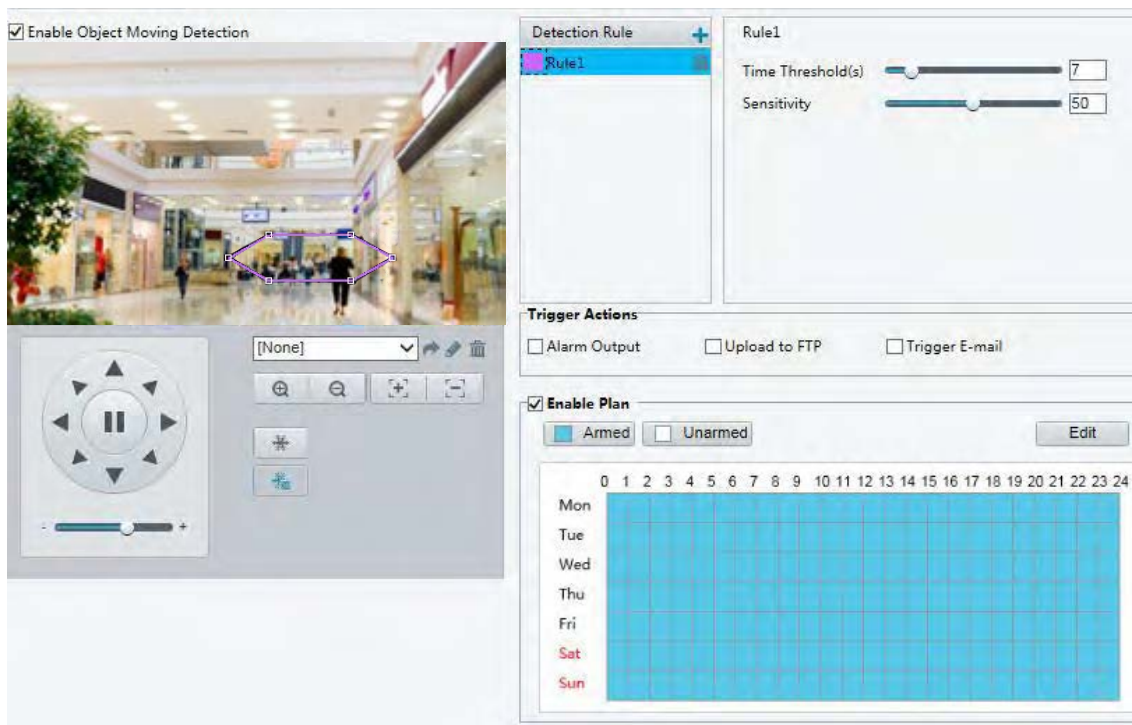 Enable Object Moving Detection
Detection Rule
Rule1
Rule1
Time Threshold(s) 7
Sensitivity 50
[None]
Trigger Actions
Alarm Output Upload to FTP Trigger E-mail
Enable Plan
Armed Unarmed Edit
0 1 2 3 4 5 6 7 8 9 10 11 12 13 14 15 16 17 18 19 20 21 22 23 24
Mon
Tue
Wed
Thu
Fri
Sat
Sun
- +